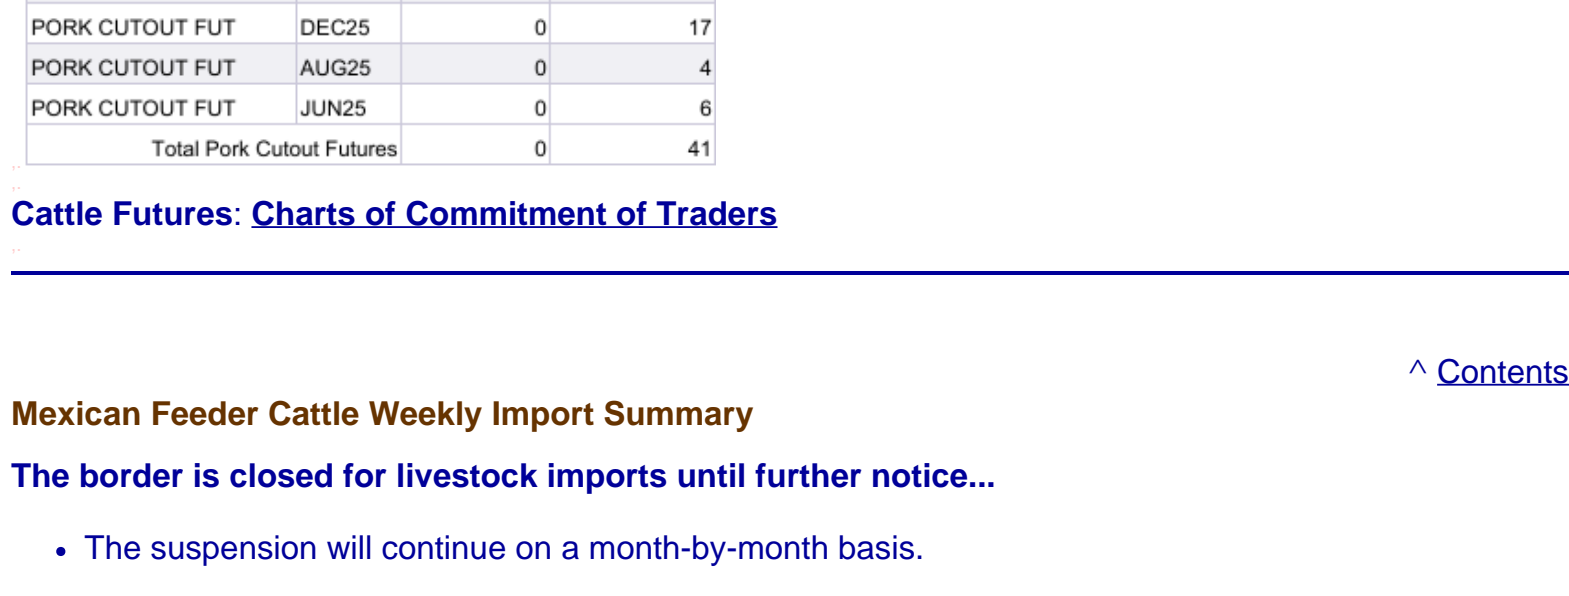 PORK CUTOUT FUT DEC25 0 17
PORK CUTOUT FUT AUG25 0 4
PORK CUTOUT FUT JUN25 0 6
Total Pork Cutout Futures 0 41
,.
,.
Cattle Futures: Charts of Commitment of Traders
,.
^ Contents
Mexican Feeder Cattle Weekly Import Summary
The border is closed for livestock imports until further notice...
• The suspension will continue on a month-by-month basis.